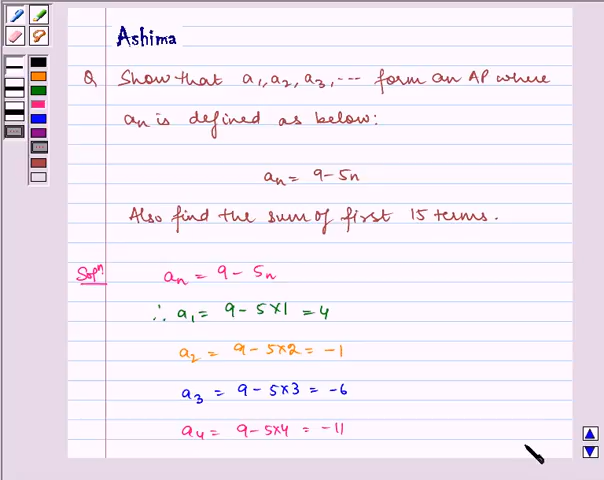 Ashima
Q Show that a₁, a₂, a₃, --- form an AP where
aₙ is defined as below:
aₙ = 9-5n
Also find the sum of first 15 terms.
Solⁿ aₙ = 9 - 5n
∴ a₁ = 9 - 5×1 = 4
a₂ = 9 - 5×2 = -1
a₃ = 9 - 5×3 = -6
a₄ = 9 - 5×4 = -11